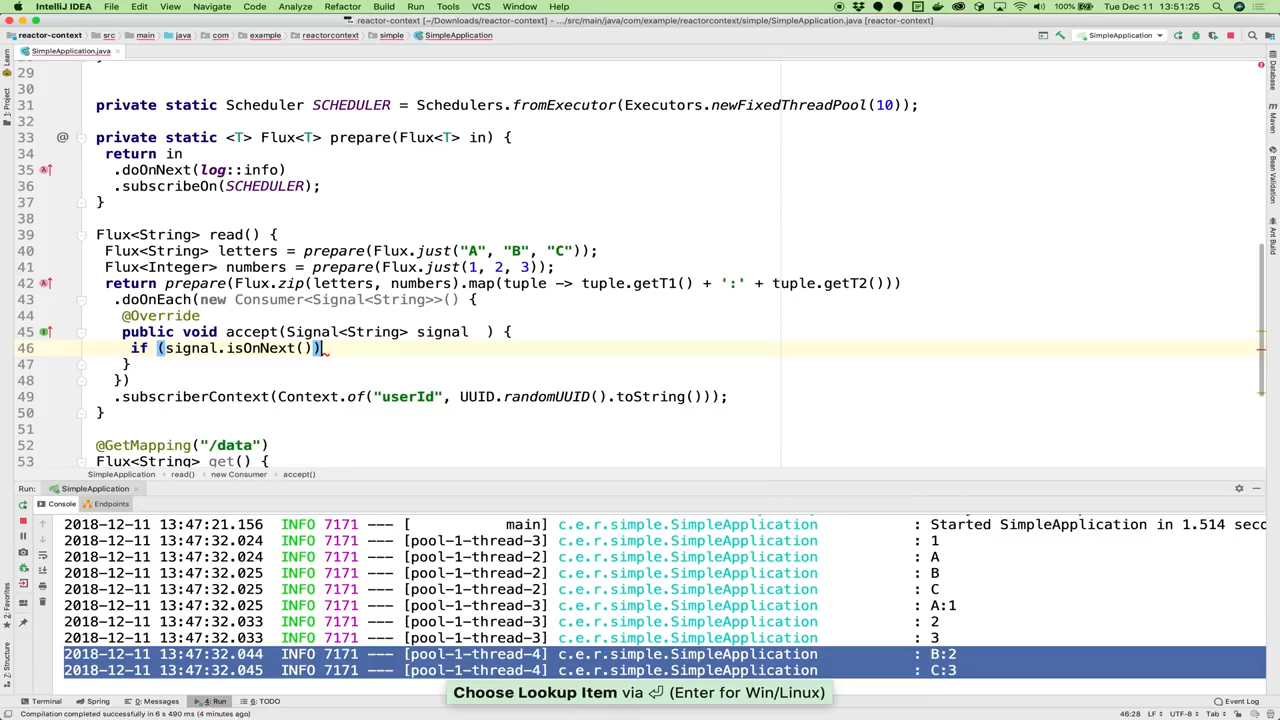 IntelliJ IDEA File Edit View Navigate Code Analyze Refactor Build Run Tools VCS Window Help
100% Tue Dec 11 13:51:25
reactor-context [~/Downloads/reactor-context] - .../src/main/java/com/example/reactorcontext/simple/SimpleApplication.java [reactor-context]
reactor-context src main java com example reactorcontext simple SimpleApplication
SimpleApplication
SimpleApplication.java
Learn
1: Project
2: Favorites
7: Structure
Database
Maven
Bean Validation
Ant Build
29 }
30
31 private static Scheduler SCHEDULER = Schedulers.fromExecutor(Executors.newFixedThreadPool(10));
32
33 @ private static <T> Flux<T> prepare(Flux<T> in) {
34 return in
35 .doOnNext(log::info)
36 .subscribeOn(SCHEDULER);
37 }
38
39 Flux<String> read() {
40 Flux<String> letters = prepare(Flux.just("A", "B", "C"));
41 Flux<Integer> numbers = prepare(Flux.just(1, 2, 3));
42 return prepare(Flux.zip(letters, numbers).map(tuple -> tuple.getT1() + ':' + tuple.getT2()))
43 .doOnEach(new Consumer<Signal<String>>() {
44 @Override
45 public void accept(Signal<String> signal  ) {
46 if (signal.isOnNext())
47 }
48 })
49 .subscriberContext(Context.of("userId", UUID.randomUUID().toString()));
50 }
51
52 @GetMapping("/data")
53 Flux<String> get() {
SimpleApplication › read() › new Consumer › accept()
Run: SimpleApplication
Console Endpoints
2018-12-11 13:47:21.156 INFO 7171 --- [ main] c.e.r.simple.SimpleApplication : Started SimpleApplication in 1.514 seco
2018-12-11 13:47:32.024 INFO 7171 --- [pool-1-thread-3] c.e.r.simple.SimpleApplication : 1
2018-12-11 13:47:32.024 INFO 7171 --- [pool-1-thread-2] c.e.r.simple.SimpleApplication : A
2018-12-11 13:47:32.025 INFO 7171 --- [pool-1-thread-2] c.e.r.simple.SimpleApplication : B
2018-12-11 13:47:32.025 INFO 7171 --- [pool-1-thread-2] c.e.r.simple.SimpleApplication : C
2018-12-11 13:47:32.025 INFO 7171 --- [pool-1-thread-3] c.e.r.simple.SimpleApplication : A:1
2018-12-11 13:47:32.033 INFO 7171 --- [pool-1-thread-3] c.e.r.simple.SimpleApplication : 2
2018-12-11 13:47:32.033 INFO 7171 --- [pool-1-thread-3] c.e.r.simple.SimpleApplication : 3
2018-12-11 13:47:32.044 INFO 7171 --- [pool-1-thread-4] c.e.r.simple.SimpleApplication : B:2
2018-12-11 13:47:32.045 INFO 7171 --- [pool-1-thread-4] c.e.r.simple.SimpleApplication : C:3
Choose Lookup Item via ⏎ (Enter for Win/Linux)
Terminal Spring 0: Messages 4: Run 6: TODO Event Log
Compilation completed successfully in 6 s 490 ms (4 minutes ago) 46:28 LF UTF-8 Tab